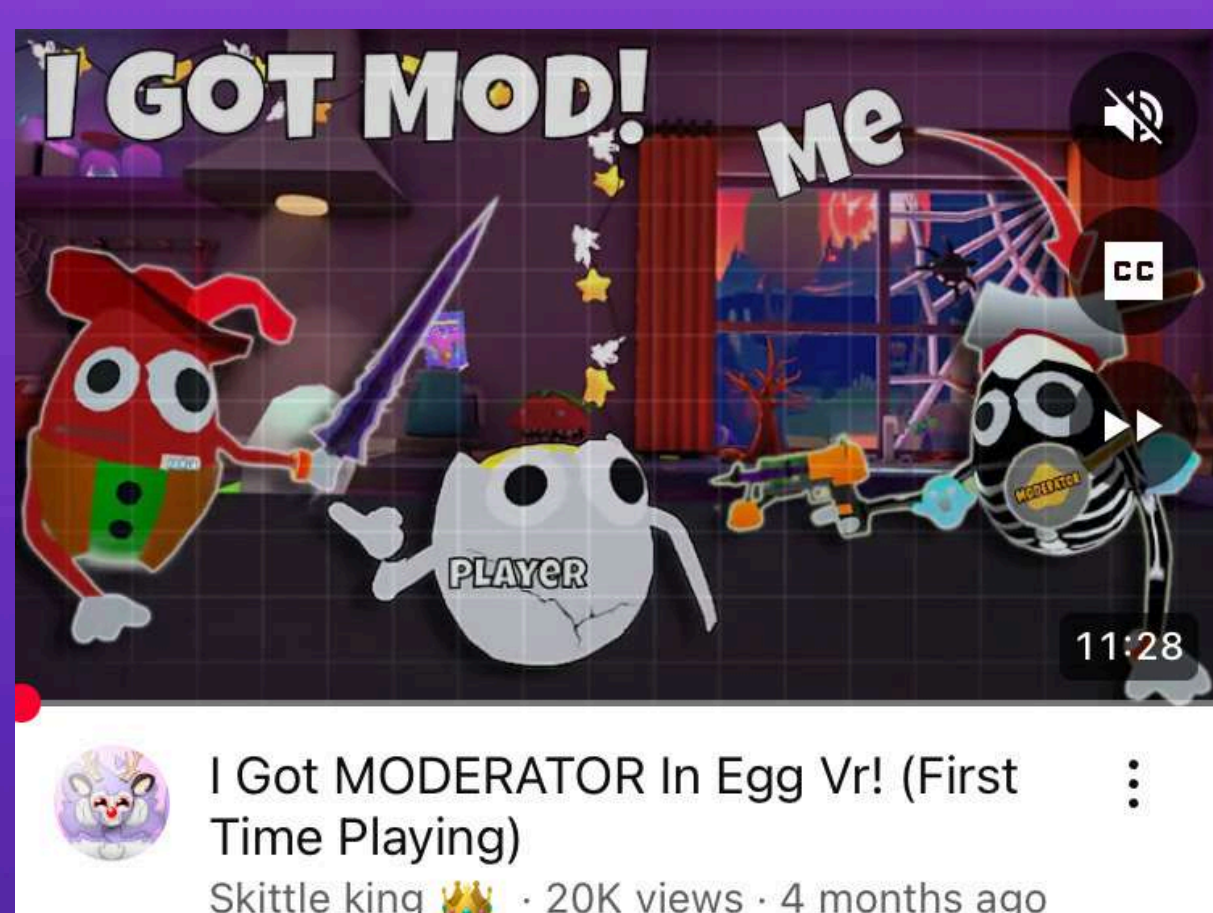 I GOT MOD!
Me
CC
PLAYER
MODERATOR
11:28
I Got MODERATOR In Egg Vr! (First
Time Playing)
Skittle king 👑 · 20K views · 4 months ago